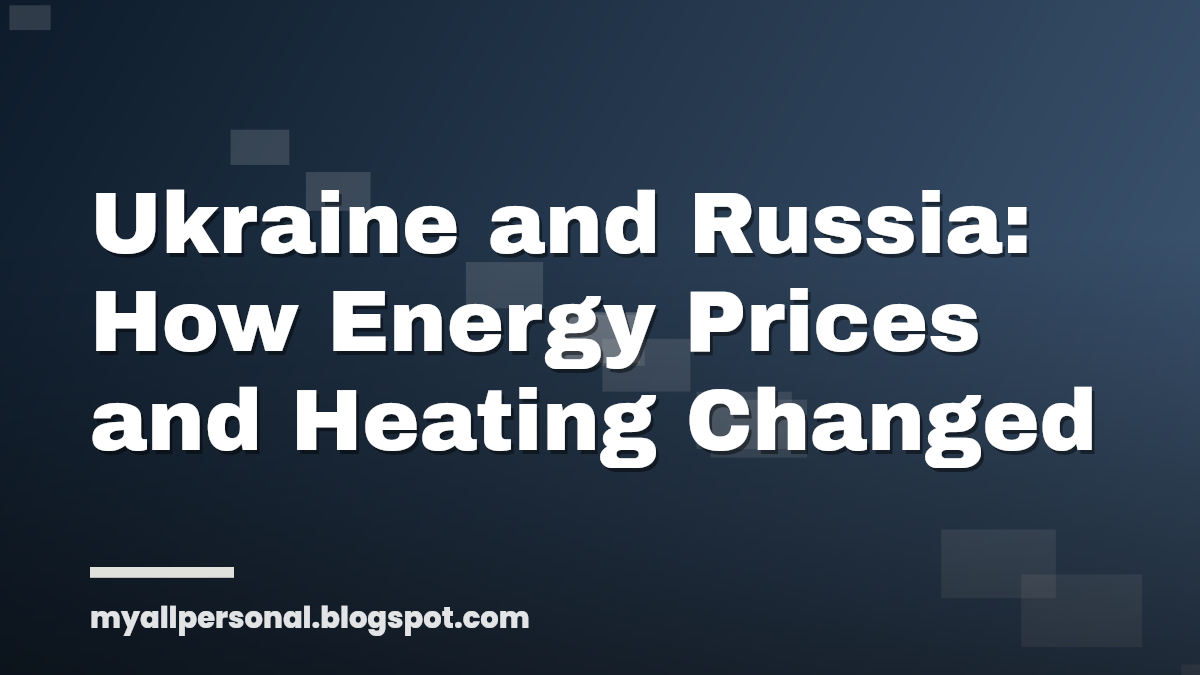 Ukraine and Russia:
How Energy Prices
and Heating Changed
myallpersonal.blogspot.com